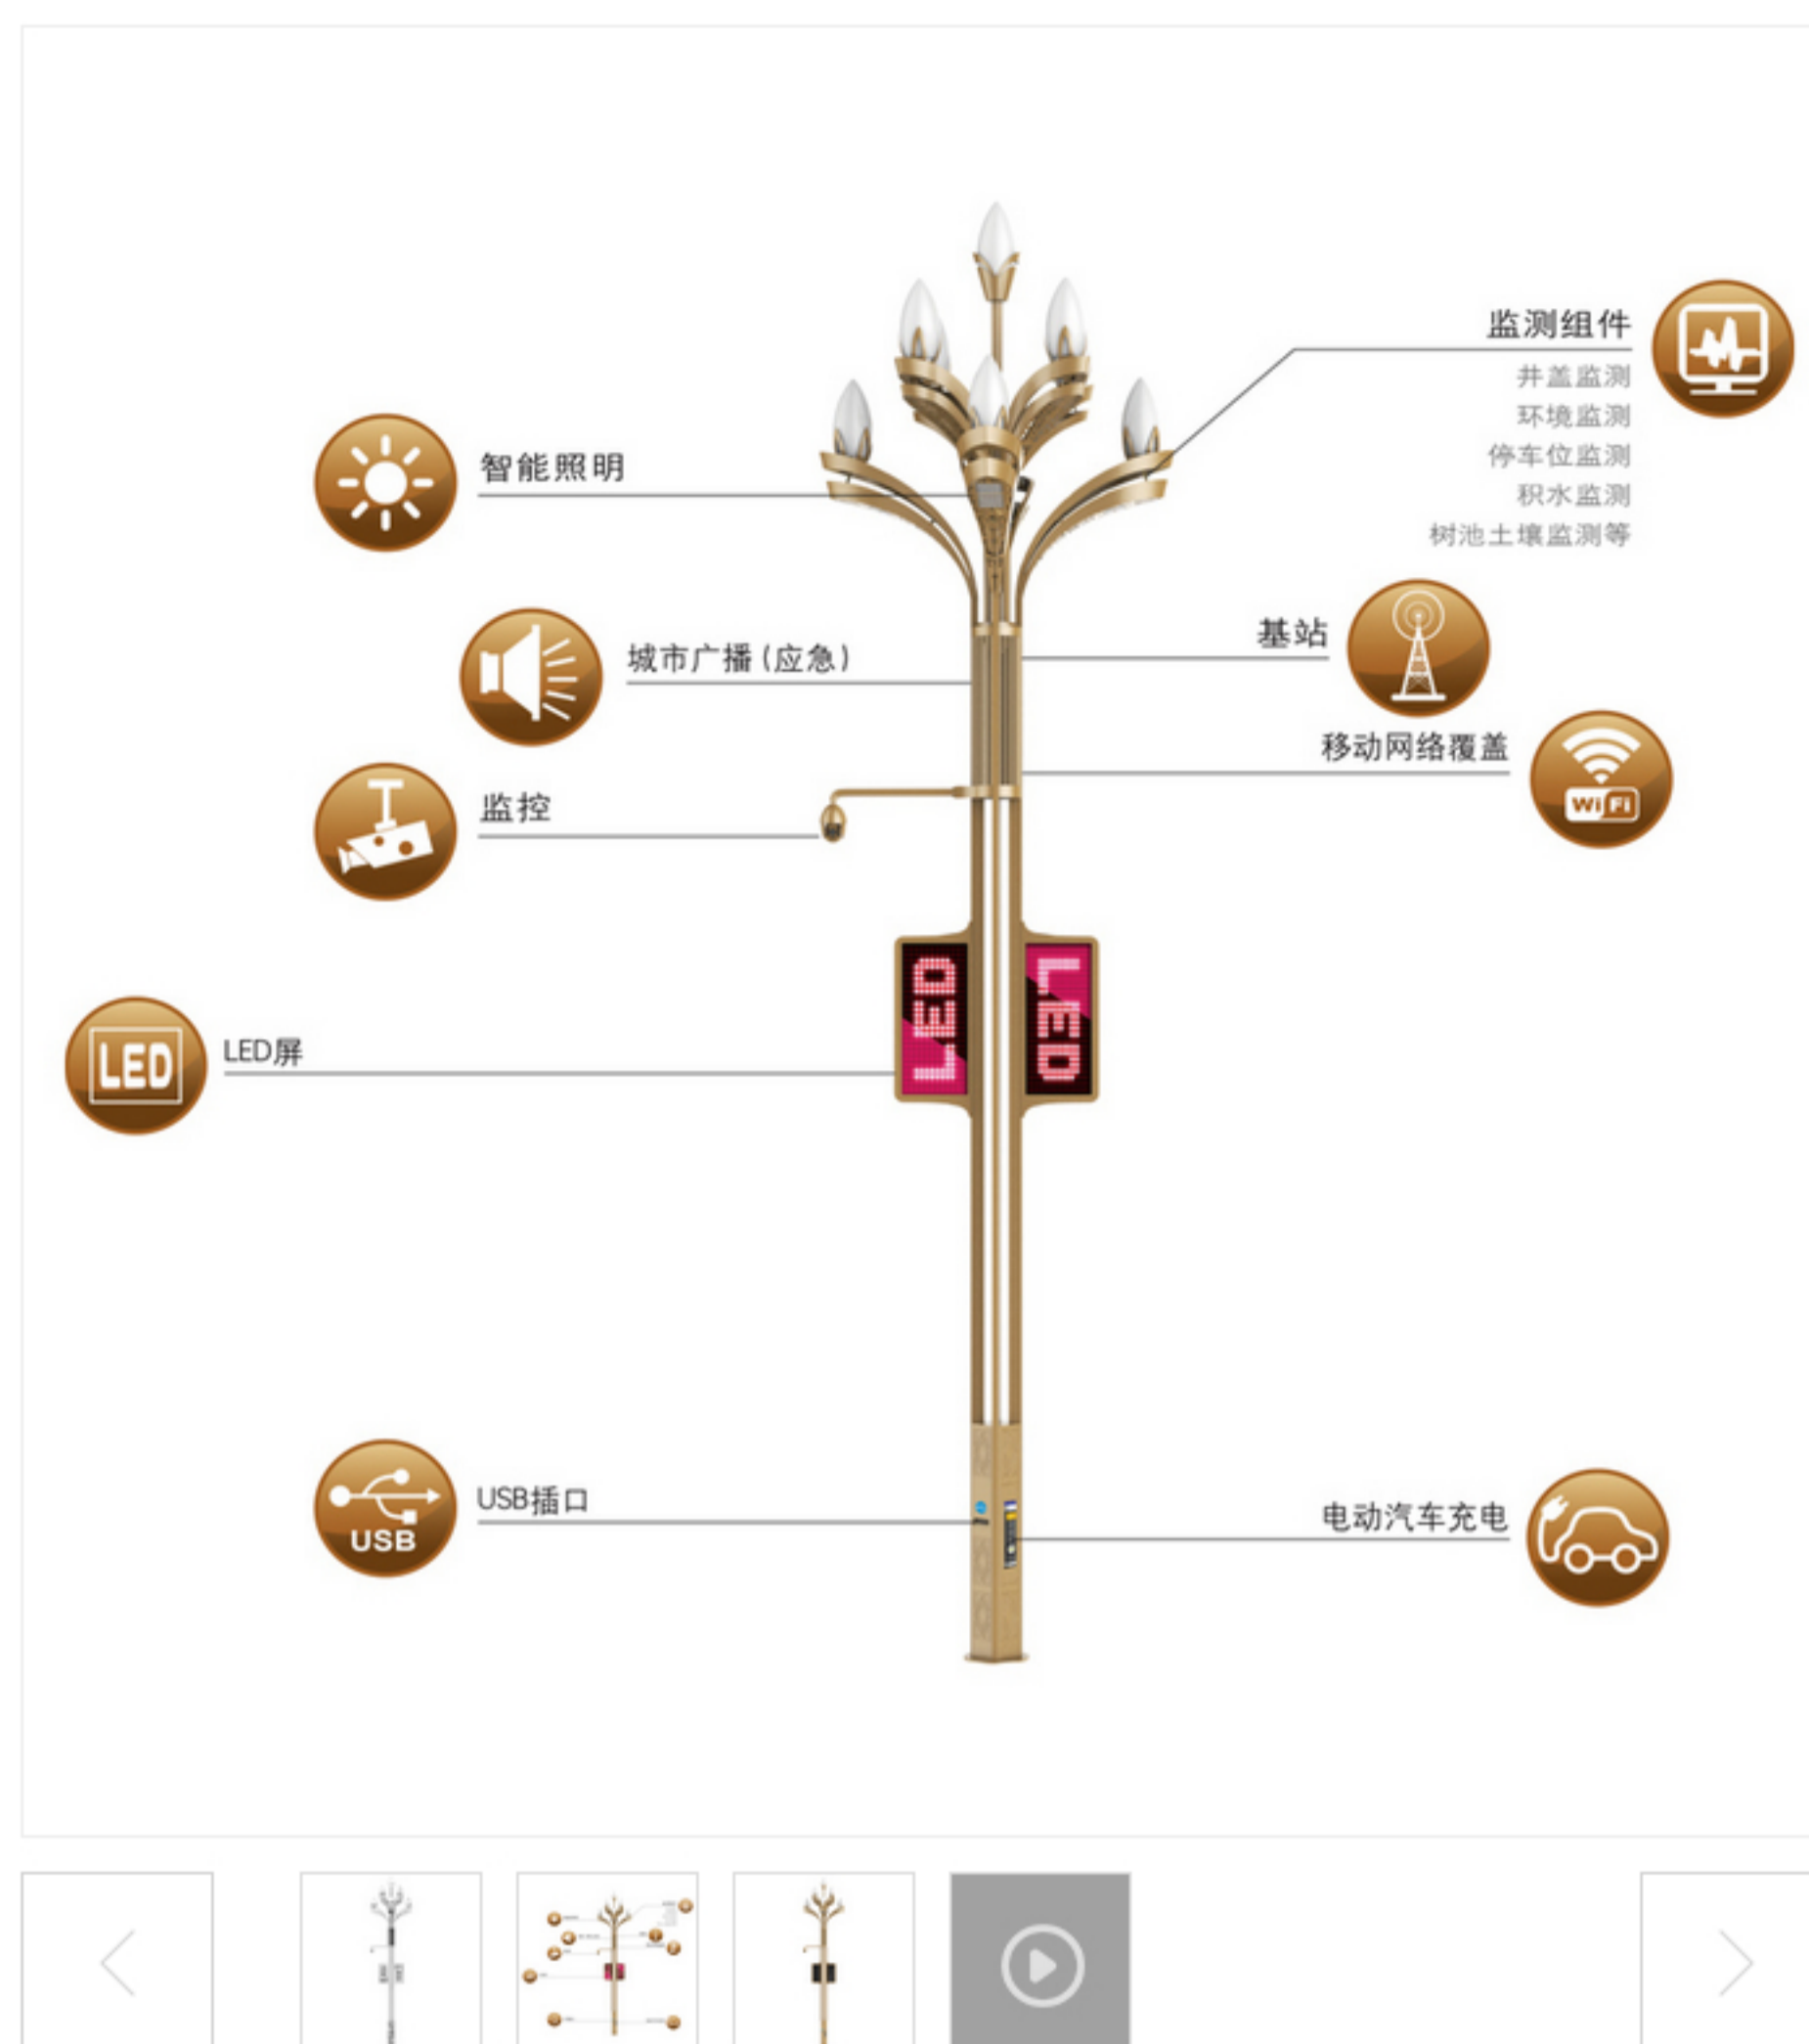 监测组件
井盖监测
环境监测
停车位监测
积水监测
树池土壤监测等
智能照明
基站
城市广播(应急)
移动网络覆盖
WiFi
监控
LED
LED
LED
LED屏
USB插口
USB
电动汽车充电